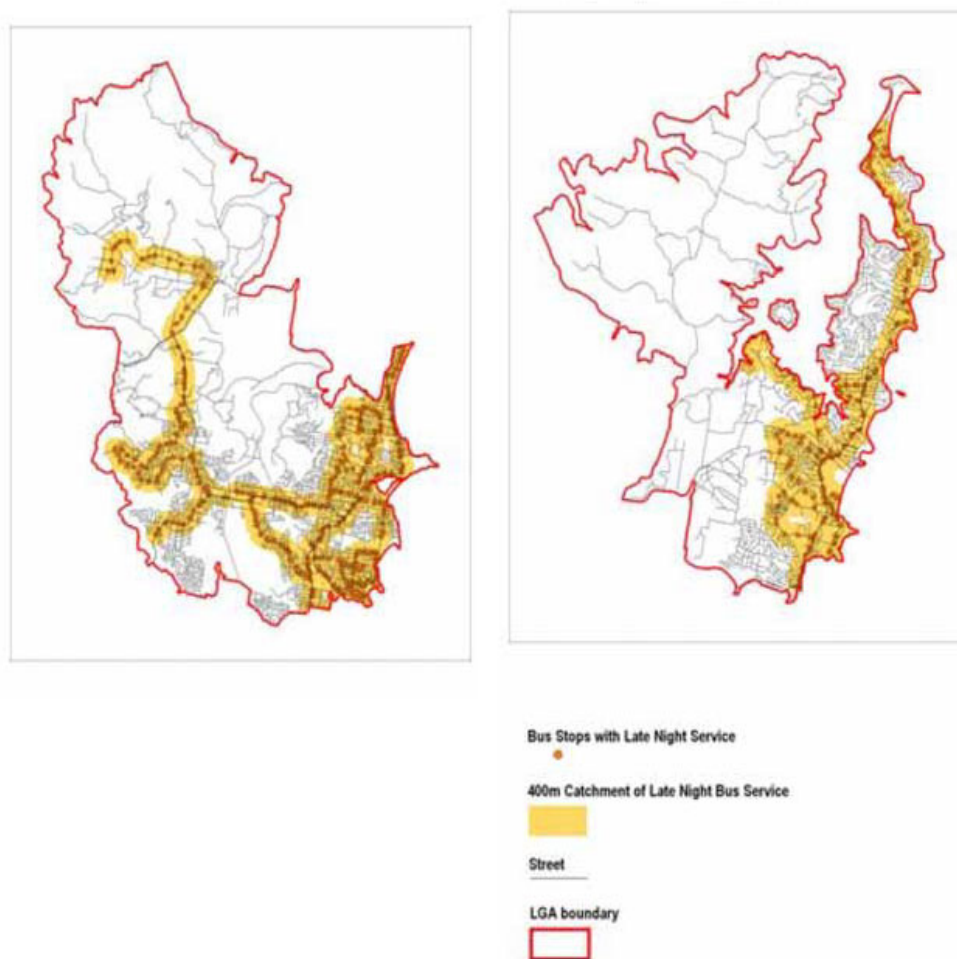 Bus Stops with Late Night Service
400m Catchment of Late Night Bus Service
Street
LGA boundary